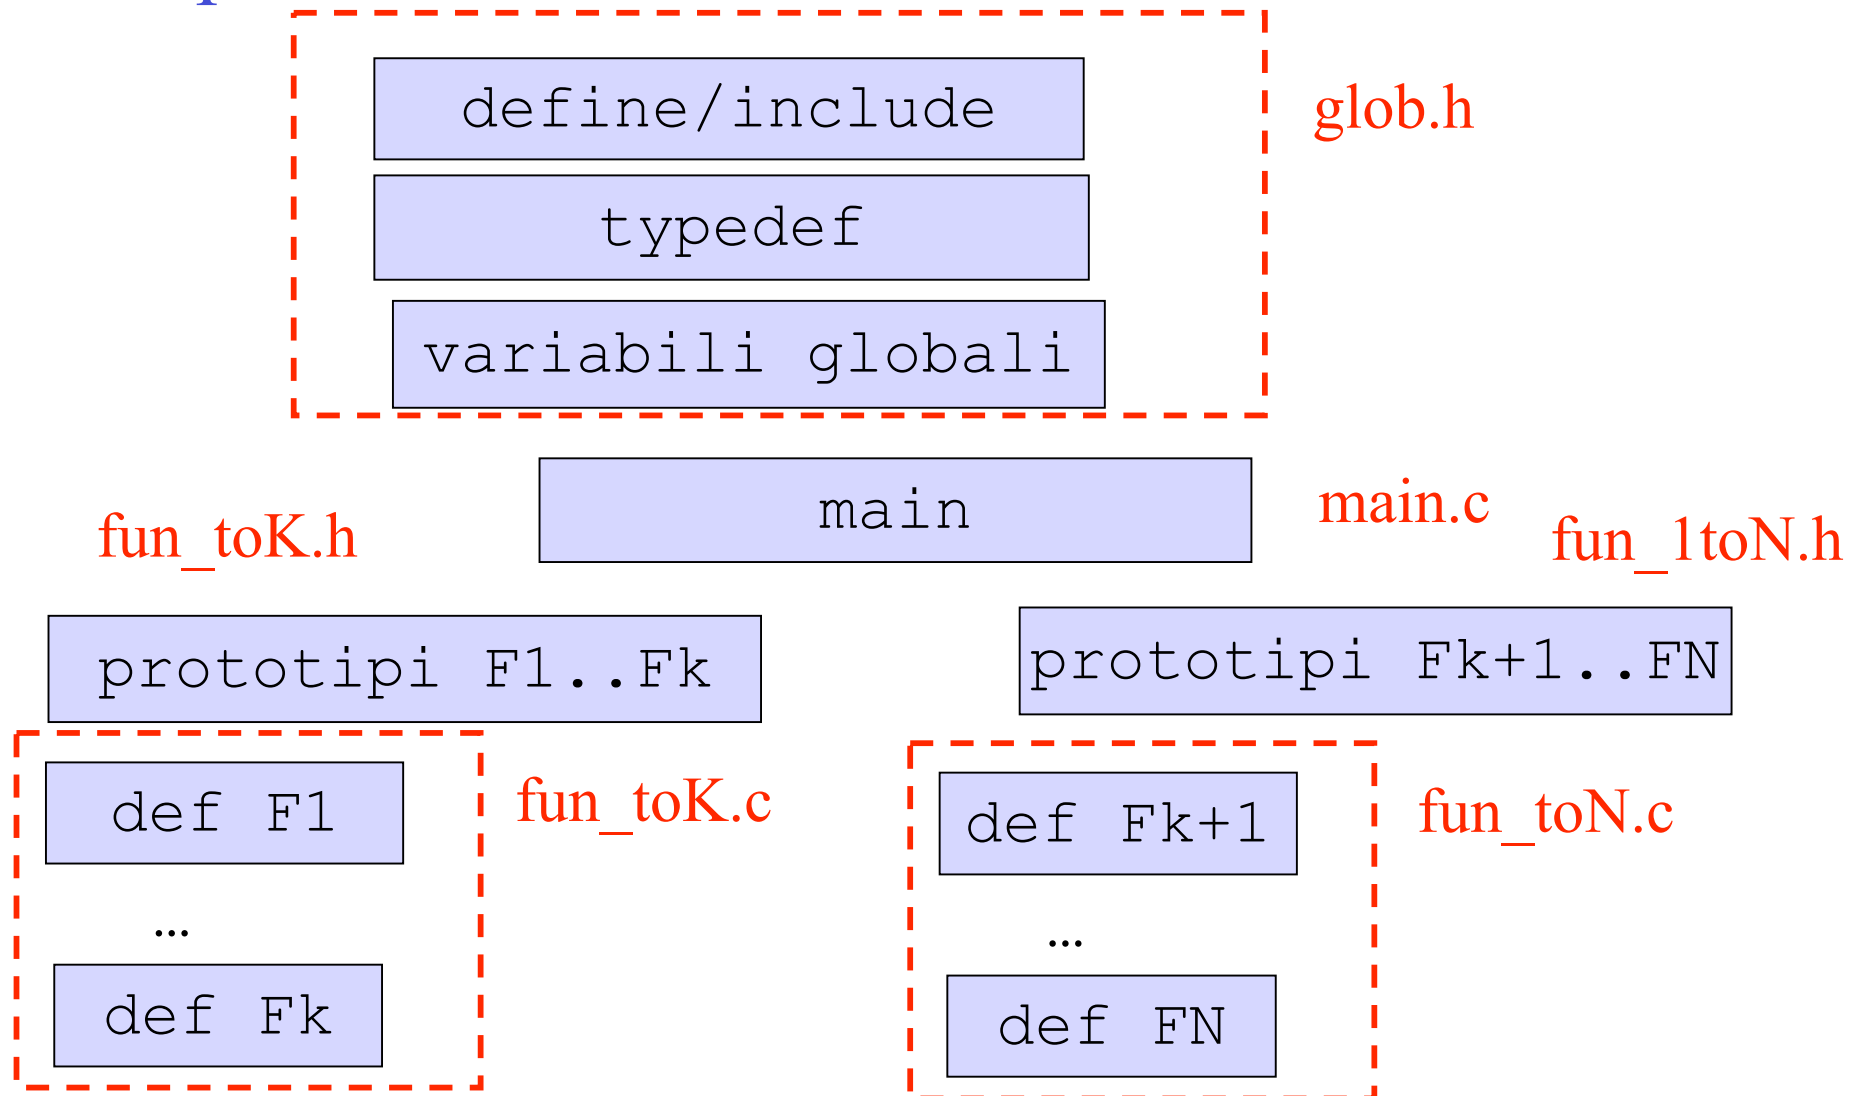 define/include
glob.h
typedef
variabili globali
main
main.c
fun_toK.h
fun_1toN.h
prototipi F1..Fk
prototipi Fk+1..FN
def F1
fun_toK.c
def Fk+1
fun_toN.c
…
…
def Fk
def FN